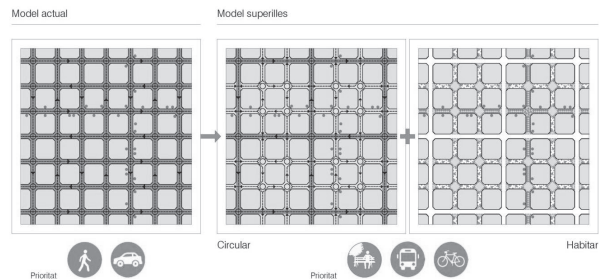 Model actual
Model superilles
Circular
Habitar
Prioritat
Prioritat